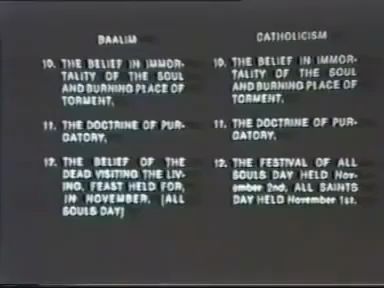 BAALIM
10. THE BELIEF IN IMMOR-
TALITY OF THE SOUL
AND BURNING PLACE OF
TORMENT.
11. THE DOCTRINE OF PUR-
GATORY.
12. THE BELIEF OF THE
DEAD VISITING THE LIV-
ING. FEAST HELD FOR,
IN NOVEMBER. (ALL
SOULS DAY)
CATHOLICISM
10. THE BELIEF IN IMMOR-
TALITY OF THE SOUL
AND BURNING PLACE OF
TORMENT.
11. THE DOCTRINE OF PUR-
GATORY.
12. THE FESTIVAL OF ALL
SOULS DAY HELD Nov-
ember 2nd, ALL SAINTS
DAY HELD November 1st.